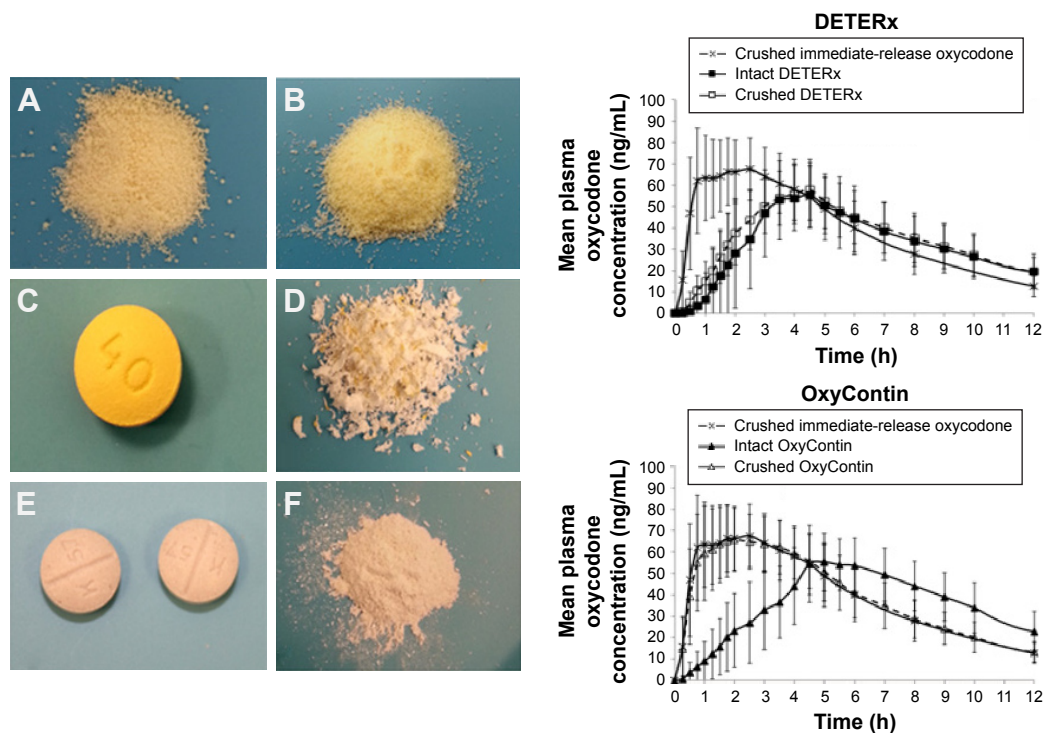 A
B
C
40
D
E
F
DETERx
Crushed immediate-release oxycodone
Intact DETERx
Crushed DETERx
Mean plasma
oxycodone
concentration (ng/mL)
100
90
80
70
60
50
40
30
20
10
0
0 1 2 3 4 5 6 7 8 9 10 11 12
Time (h)
OxyContin
Crushed immediate-release oxycodone
Intact OxyContin
Crushed OxyContin
Mean plasma
oxycodone
concentration (ng/mL)
100
90
80
70
60
50
40
30
20
10
0
0 1 2 3 4 5 6 7 8 9 10 11 12
Time (h)